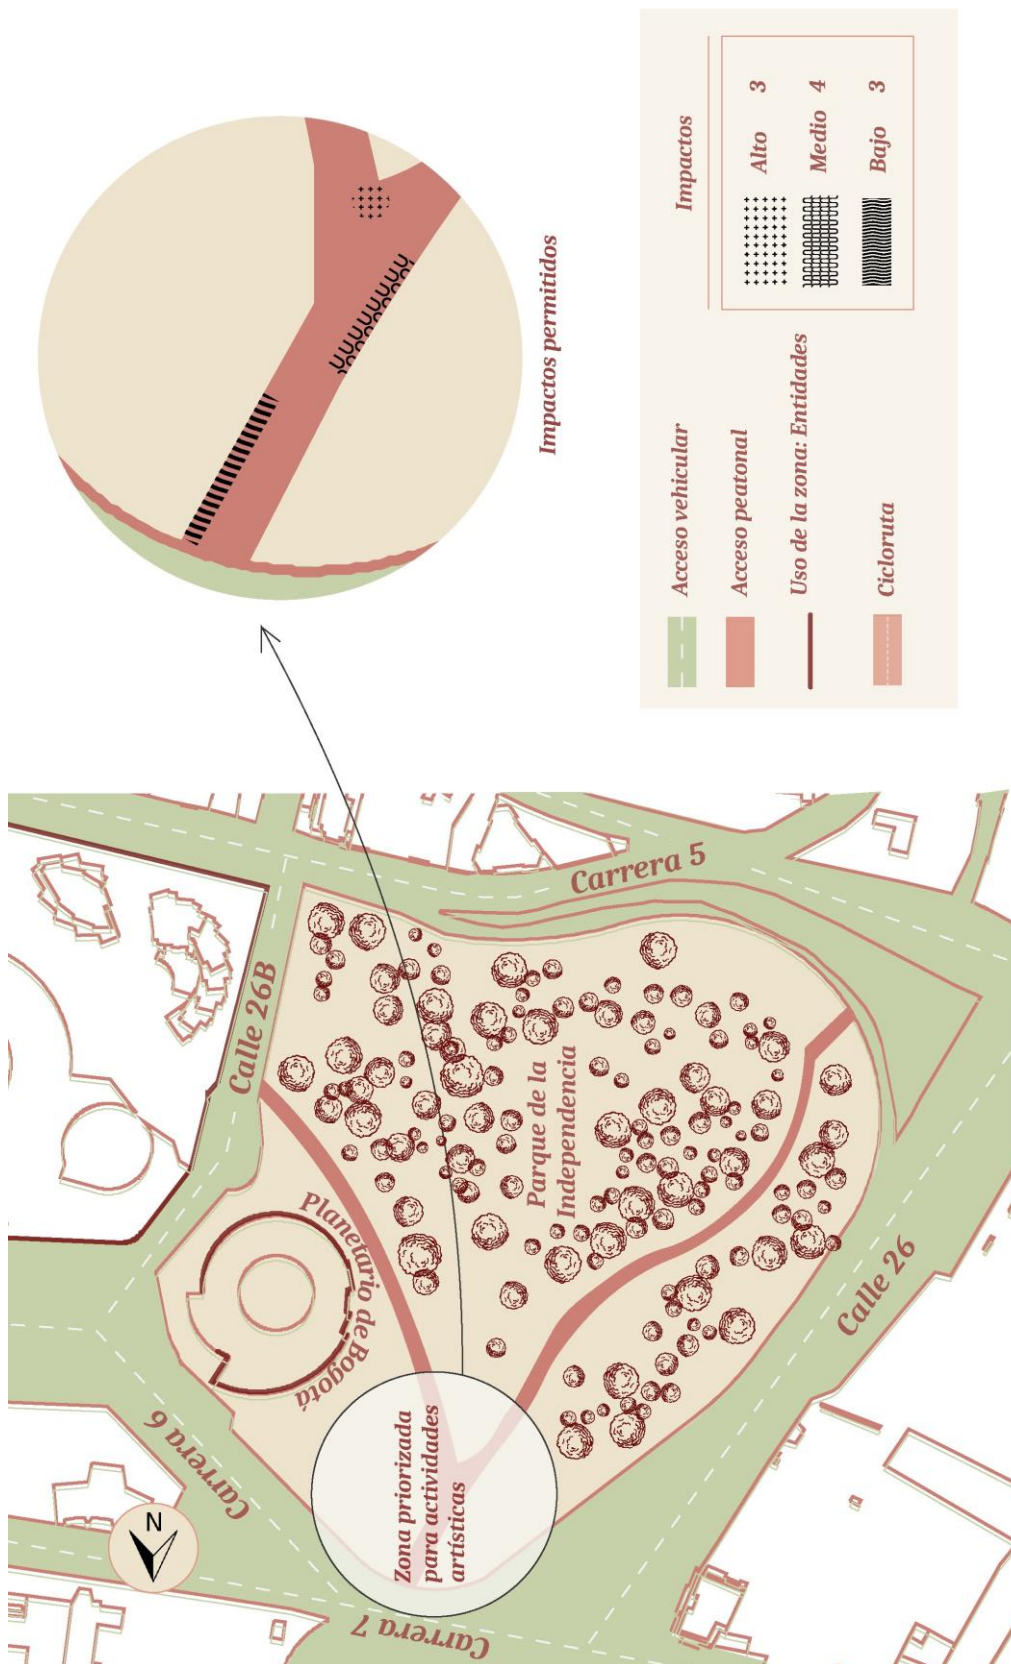 Impactos permitidos
Impactos
Alto 3
Medio 4
Bajo 3
Acceso vehicular
Acceso peatonal
Uso de la zona: Entidades
Cicloruta
Carrera 5
Calle 26B
Parque de la
Independencia
Planetario de Bogotá
Calle 26
Carrera 6
N
Zona priorizada
para actividades
artísticas
Carrera 7